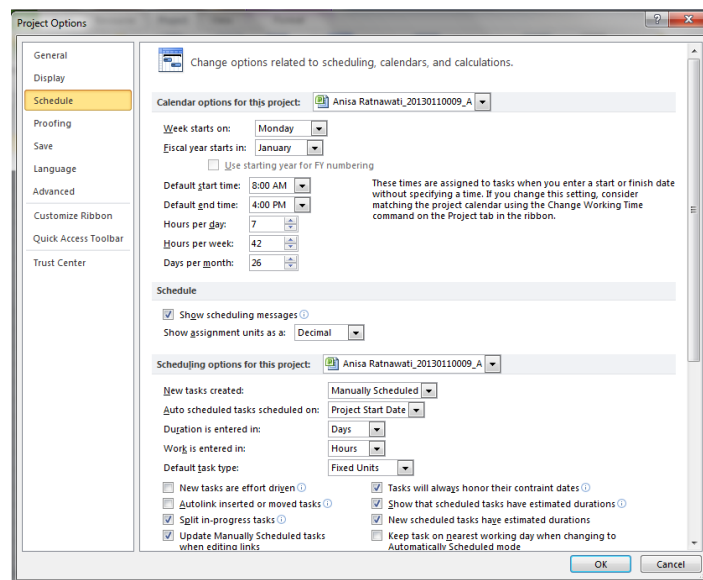 Project Options
General
Display
Schedule
Proofing
Save
Language
Advanced
Customize Ribbon
Quick Access Toolbar
Trust Center
Change options related to scheduling, calendars, and calculations.
Calendar options for this project: Anisa Ratnawati_20130110009_A
Week starts on: Monday
Fiscal year starts in: January
Use starting year for FY numbering
Default start time: 8:00 AM
Default end time: 4:00 PM
Hours per day: 7
Hours per week: 42
Days per month: 26
These times are assigned to tasks when you enter a start or finish date
without specifying a time. If you change this setting, consider
matching the project calendar using the Change Working Time
command on the Project tab in the ribbon.
Schedule
Show scheduling messages
Show assignment units as a: Decimal
Scheduling options for this project: Anisa Ratnawati_20130110009_A
New tasks created: Manually Scheduled
Auto scheduled tasks scheduled on: Project Start Date
Duration is entered in: Days
Work is entered in: Hours
Default task type: Fixed Units
New tasks are effort driven
Autolink inserted or moved tasks
Split in-progress tasks
Update Manually Scheduled tasks
when editing links
Tasks will always honor their contraint dates
Show that scheduled tasks have estimated durations
New scheduled tasks have estimated durations
Keep task on nearest working day when changing to
Automatically Scheduled mode
OK
Cancel